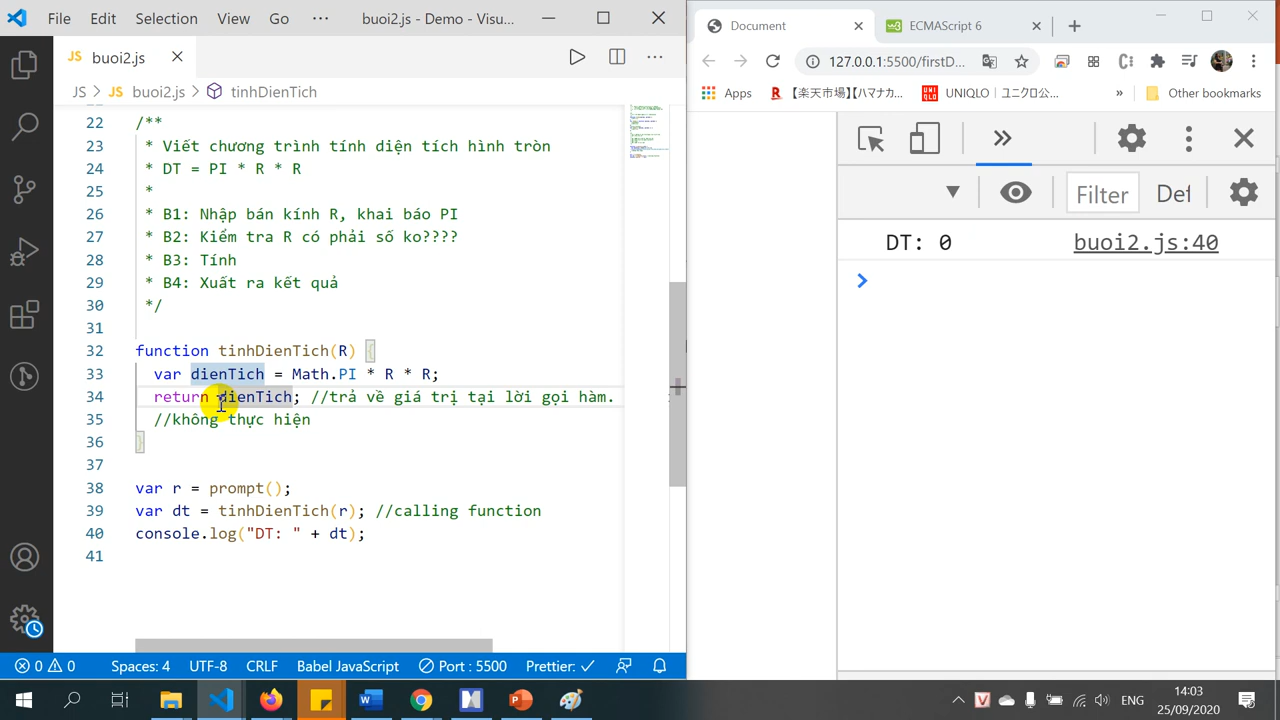 File Edit Selection View Go ··· buoi2.js - Demo - Visu...
JS buoi2.js
JS > JS buoi2.js > tinhDienTich
22 /**
23 * Viết chương trình tính diện tích hình tròn
24 * DT = PI * R * R
25 *
26 * B1: Nhập bán kính R, khai báo PI
27 * B2: Kiểm tra R có phải số ko????
28 * B3: Tính
29 * B4: Xuất ra kết quả
30 */
31
32 function tinhDienTich(R) {
33 var dienTich = Math.PI * R * R;
34 return dienTich; //trả về giá trị tại lời gọi hàm.
35 //không thực hiện
36 }
37
38 var r = prompt();
39 var dt = tinhDienTich(r); //calling function
40 console.log("DT: " + dt);
41
0 0 Spaces: 4 UTF-8 CRLF Babel JavaScript Port : 5500 Prettier: ✓
Document
ECMAScript 6
127.0.0.1:5500/firstD...
Apps 【楽天市場】【ハマナカ... UNIQLO | ユニクロ公... » Other bookmarks
Filter Def
DT: 0 buoi2.js:40
ENG
14:03
25/09/2020